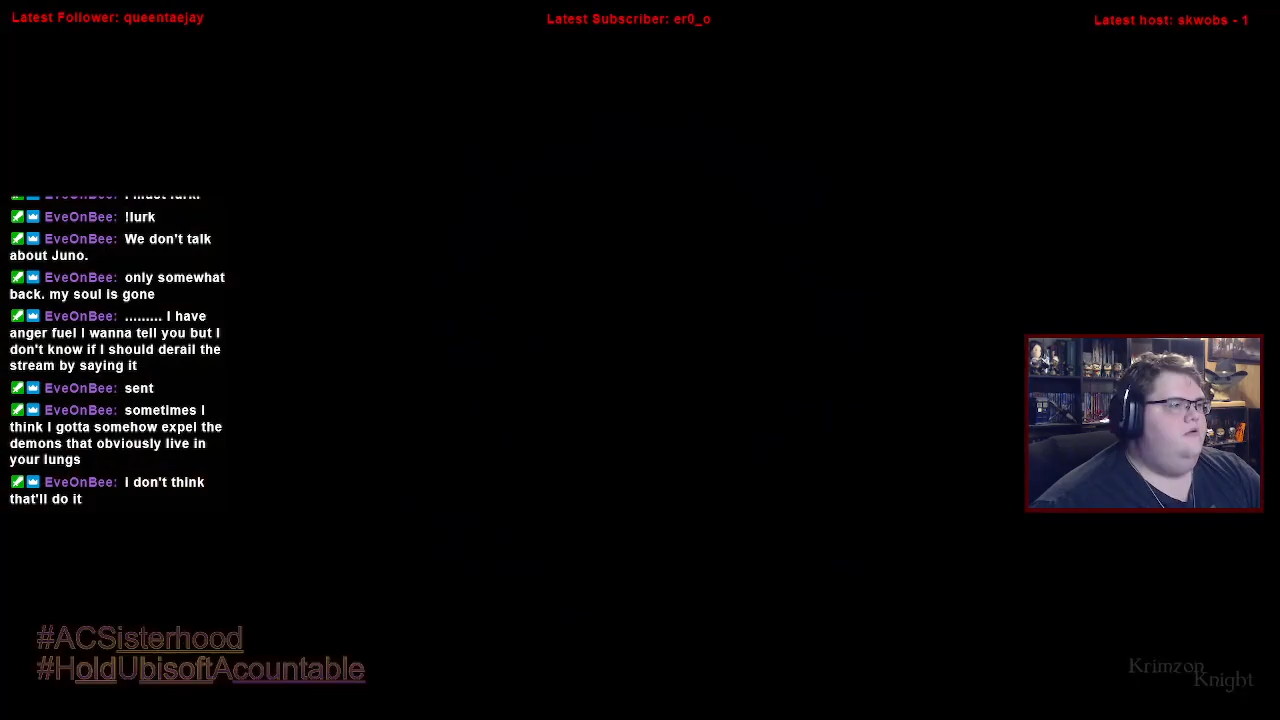 Latest Follower: queentaejay
Latest Subscriber: er0_o
Latest host: skwobs - 1
EveOnBee: I must lurk.
EveOnBee: !lurk
EveOnBee: We don't talk
about Juno.
EveOnBee: only somewhat
back. my soul is gone
EveOnBee: ......... I have
anger fuel I wanna tell you but I
don't know if I should derail the
stream by saying it
EveOnBee: sent
EveOnBee: sometimes I
think I gotta somehow expel the
demons that obviously live in
your lungs
EveOnBee: i don't think
that'll do it
#ACSisterhood
#HoldUbisoftAcountable
Krimzon
Knight